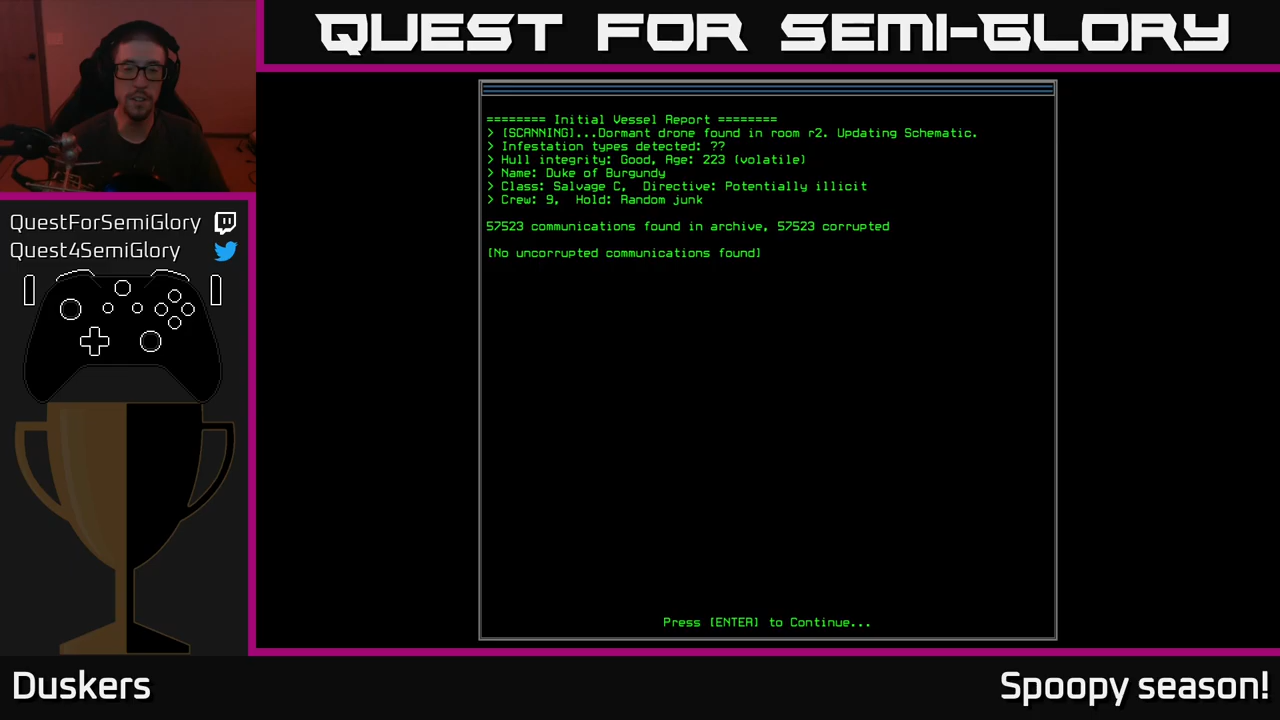 QUEST FOR SEMI-GLORY
QuestForSemiGlory
Quest4SemiGlory
======== Initial Vessel Report ========
> [SCANNING]...Dormant drone found in room r2. Updating Schematic.
> Infestation types detected: ??
> Hull integrity: Good, Age: 223 (volatile)
> Name: Duke of Burgundy
> Class: Salvage C,  Directive: Potentially illicit
> Crew: 9,  Hold: Random junk
57523 communications found in archive, 57523 corrupted
[No uncorrupted communications found]
Press [ENTER] to Continue...
Duskers
Spoopy season!